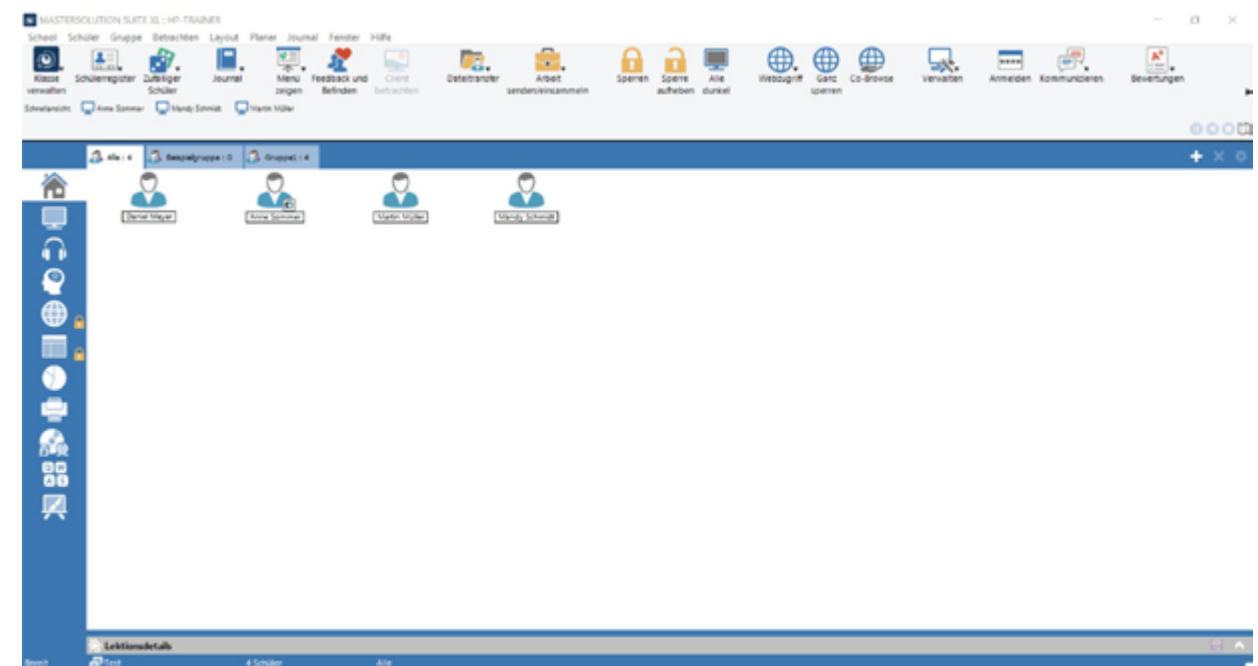 MASTERSOLUTION SUITE XL : HP-TRAINER
School Schüler Gruppe Betrachten Layout Planer Journal Fenster Hilfe
Klasse verwalten
Schülerregister
Zufälliger Schüler
Journal
Menü zeigen
Feedback und Befinden
Client betrachten
Dateitransfer
Arbeit senden/einsammeln
Sperren
Sperre aufheben
Alle dunkel
Webzugriff
Ganz sperren
Co-Browse
Verwalten
Anmelden
Kommunizieren
Bewertungen
Schnellansicht: Anne Sommer Mandy Schmidt Martin Müller
Alle : 4 Beispielgruppe : 0 Gruppe1 : 4
Daniel Mayer Anne Sommer Martin Müller Mandy Schmidt
Lektionsdetails
Bereit Test 4 Schüler Alle